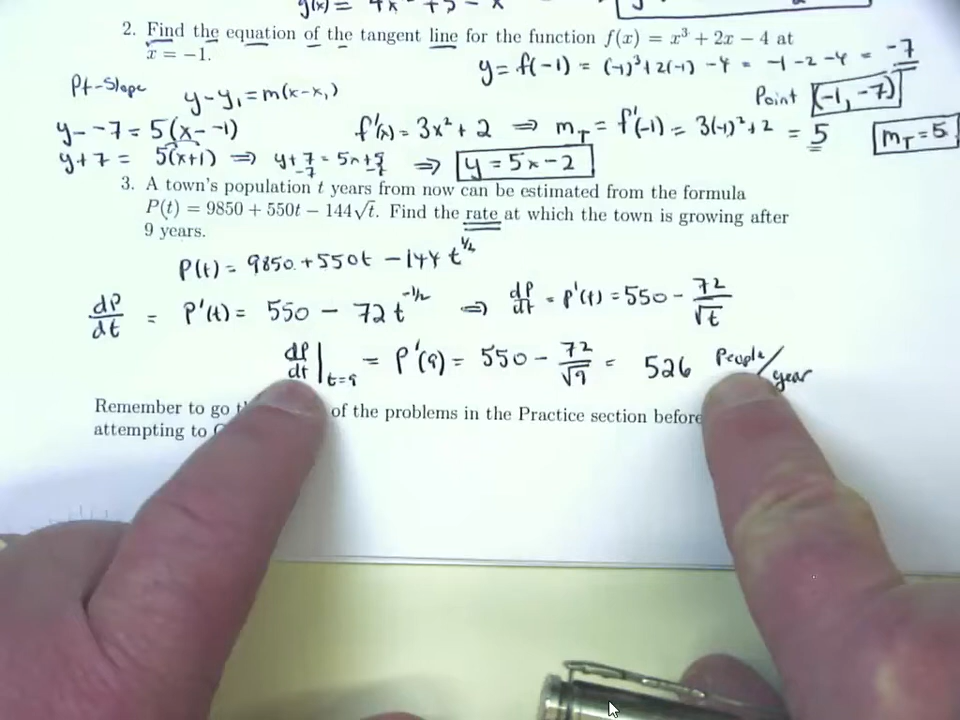 2. Find the equation of the tangent line for the function f(x) = x³ + 2x − 4 at
x = −1.
y = f(-1) = (-1)³+2(-1) -4 = -1-2-4 = -7
Pt-Slope y-y₁=m(x-x₁)
Point (-1,-7)
y--7 = 5(x--1) f'(x) = 3x²+2 ⇒ m_T = f'(-1) = 3(-1)²+2 = 5 m_T=5
y+7 = 5(x+1) ⇒ y+7 = 5x+5 ⇒ y = 5x-2
-7 -7
3. A town's population t years from now can be estimated from the formula
P(t) = 9850 + 550t − 144√t. Find the rate at which the town is growing after
9 years.
P(t) = 9850+550t -144 t^1/2
dP/dt = P'(t) = 550 - 72t^-1/2 ⇒ dP/dt = P'(t) = 550 - 72/√t
dP/dt|t=9 = P'(9) = 550 - 72/√9 = 526 People/year
Remember to go of the problems in the Practice section before
attempting to